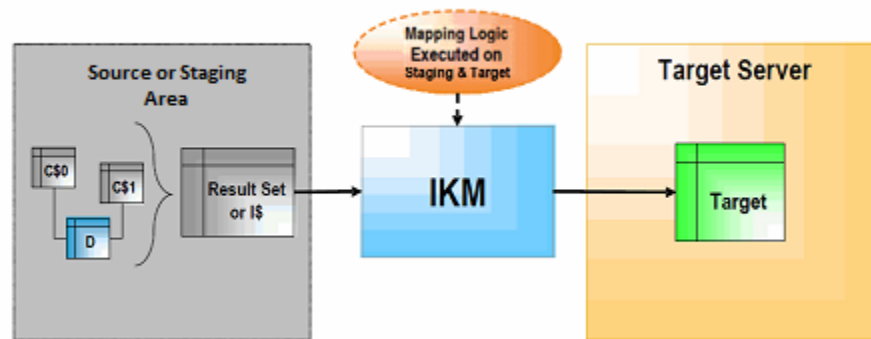 Source or Staging
Area
C$0
C$1
D
Result Set
or I$
Mapping Logic
Executed on
Staging & Target
IKM
Target Server
Target